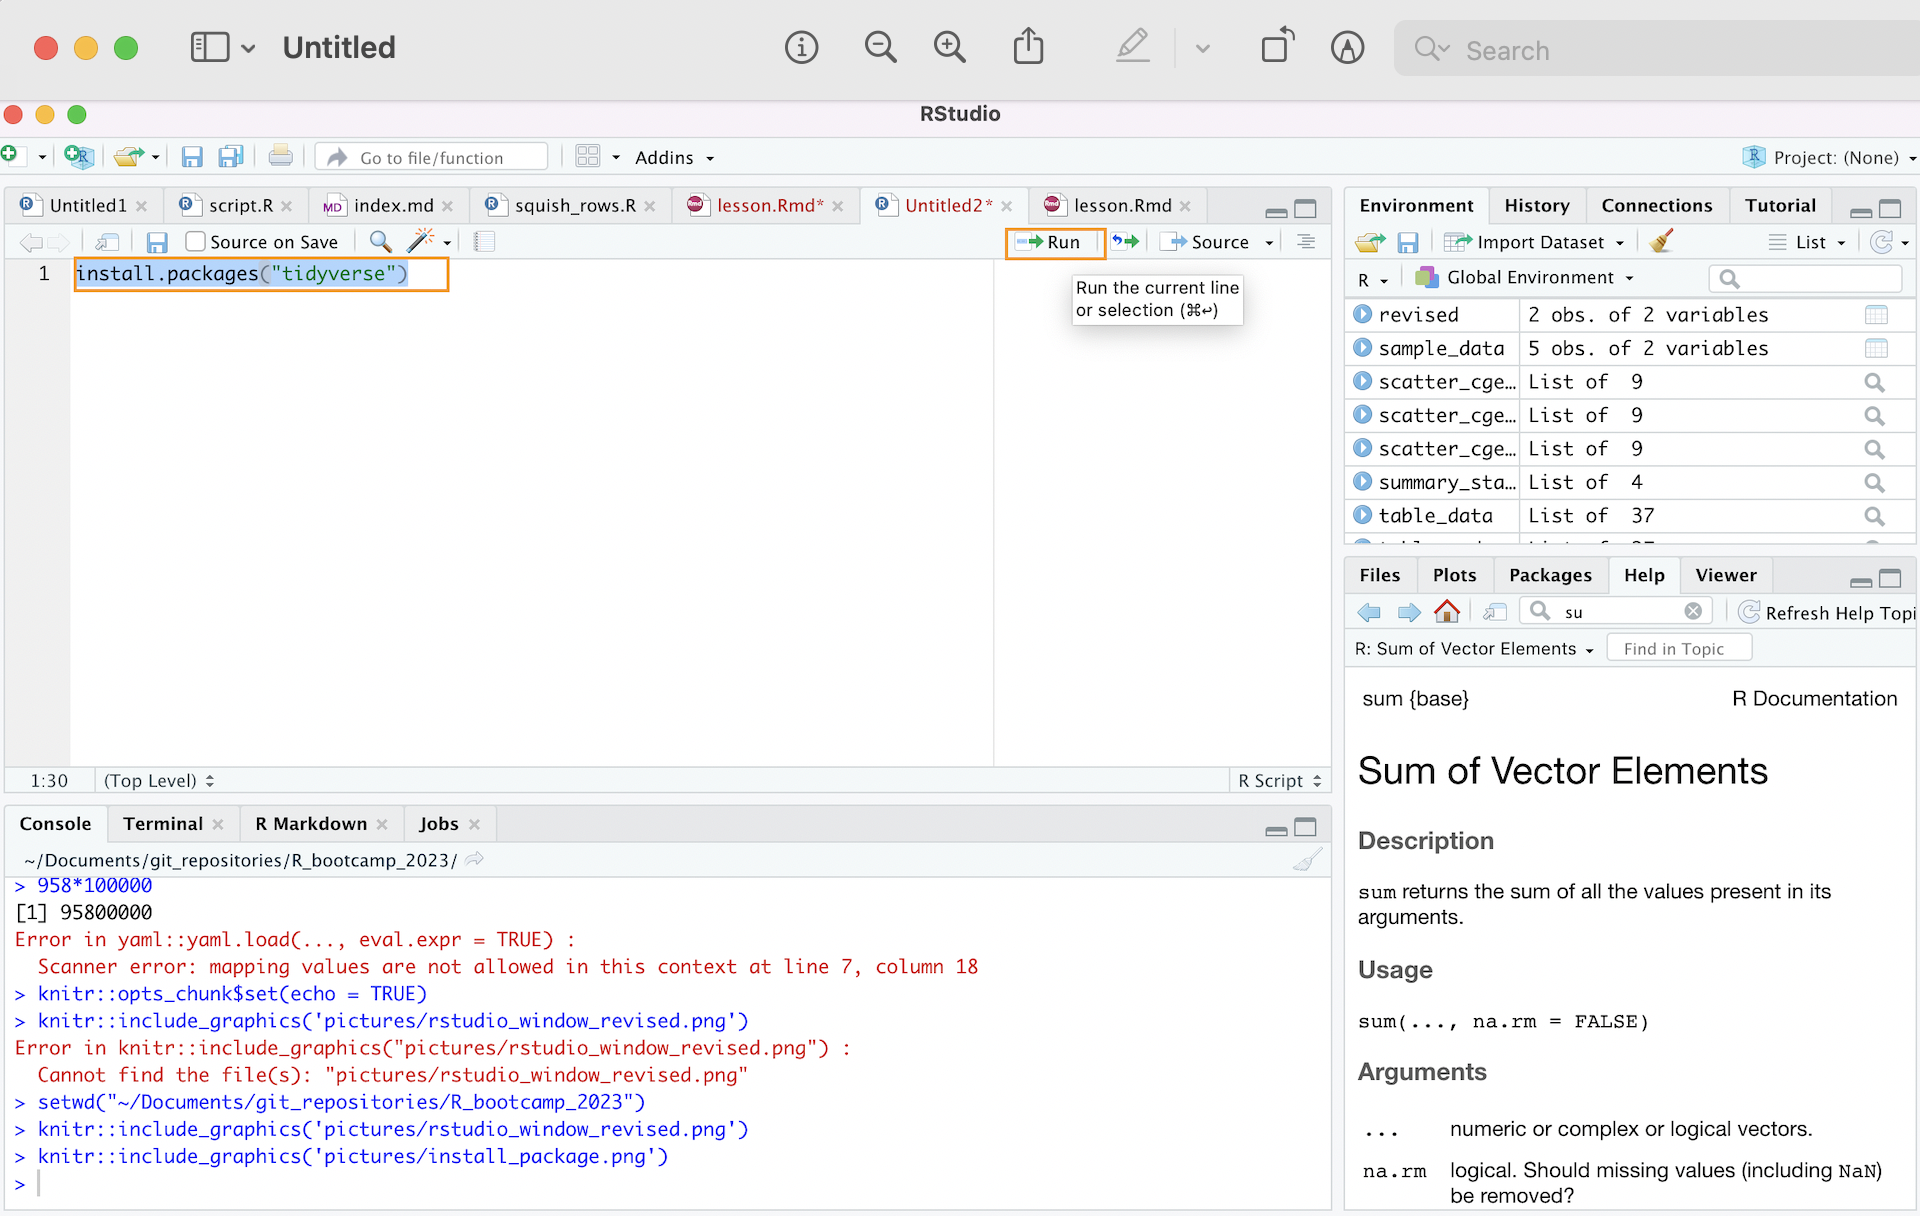 Untitled
Search
RStudio
Go to file/function
Addins
Project: (None)
Untitled1
script.R
index.md
squish_rows.R
lesson.Rmd*
Untitled2*
lesson.Rmd
Source on Save
Run
Source
1 install.packages("tidyverse")
Run the current line
or selection (⌘↩)
1:30 (Top Level) R Script
Console Terminal R Markdown Jobs
~/Documents/git_repositories/R_bootcamp_2023/
> 958*100000
[1] 95800000
Error in yaml::yaml.load(..., eval.expr = TRUE) :
  Scanner error: mapping values are not allowed in this context at line 7, column 18
> knitr::opts_chunk$set(echo = TRUE)
> knitr::include_graphics('pictures/rstudio_window_revised.png')
Error in knitr::include_graphics("pictures/rstudio_window_revised.png") :
  Cannot find the file(s): "pictures/rstudio_window_revised.png"
> setwd("~/Documents/git_repositories/R_bootcamp_2023")
> knitr::include_graphics('pictures/rstudio_window_revised.png')
> knitr::include_graphics('pictures/install_package.png')
>
Environment History Connections Tutorial
Import Dataset List
R Global Environment
revised 2 obs. of 2 variables
sample_data 5 obs. of 2 variables
scatter_cge… List of 9
scatter_cge… List of 9
scatter_cge… List of 9
summary_sta… List of 4
table_data List of 37
Files Plots Packages Help Viewer
su Refresh Help Topi
R: Sum of Vector Elements Find in Topic
sum {base} R Documentation
Sum of Vector Elements
Description
sum returns the sum of all the values present in its
arguments.
Usage
sum(..., na.rm = FALSE)
Arguments
... numeric or complex or logical vectors.
na.rm logical. Should missing values (including NaN)
be removed?